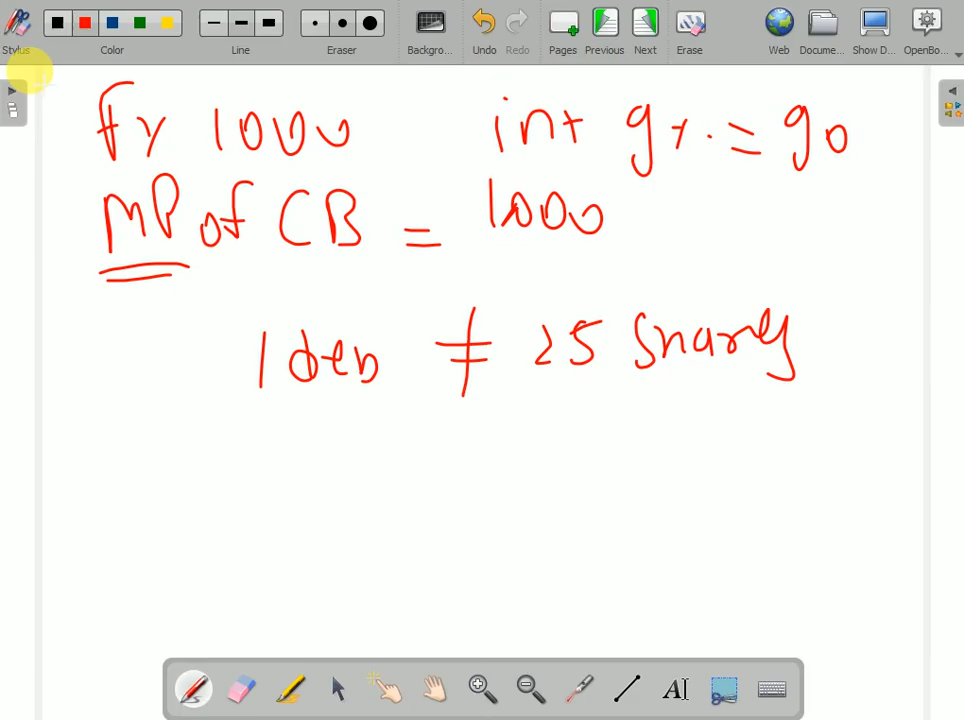 Stylus Color Line Eraser Backgro... Undo Redo Pages Previous Next Erase Web Docume... Show D... OpenBo...
FV 1000 int 9%. = 90
MP of CB = 1000
1 deb ≠ 25 Shares